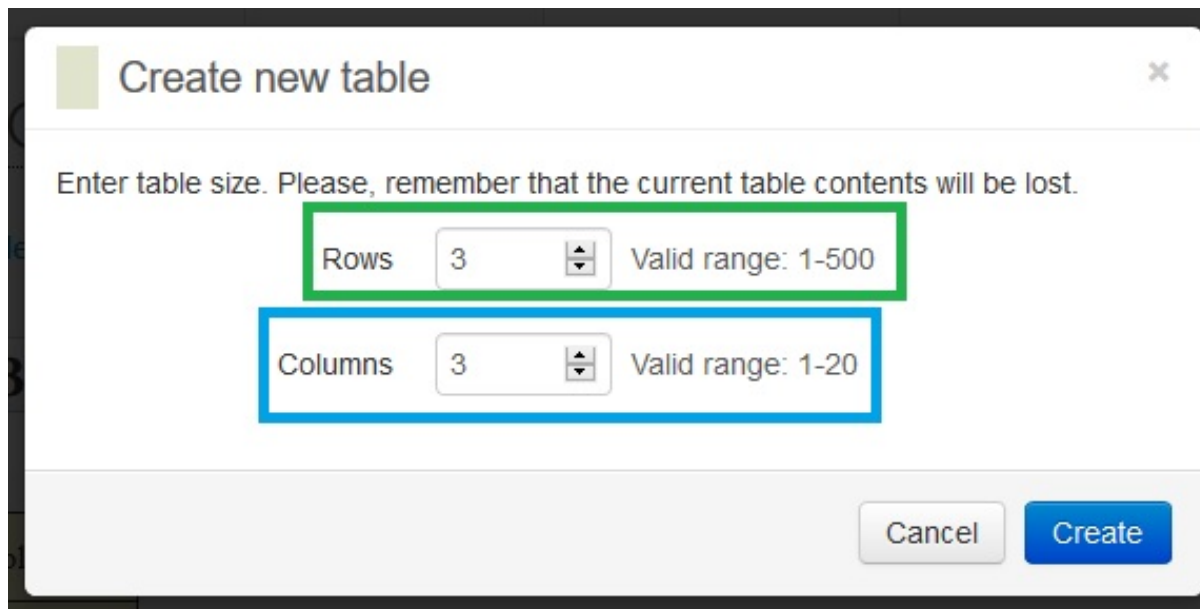 Create new table
×
Enter table size. Please, remember that the current table contents will be lost.
Rows 3 Valid range: 1-500
Columns 3 Valid range: 1-20
Cancel Create